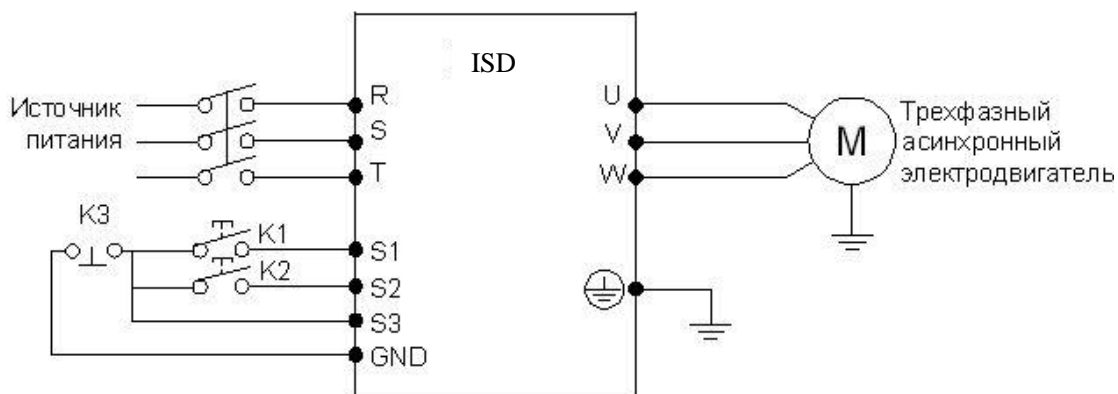 ISD
Источник
питания
R
S
T
U
V
W
M
Трехфазный
асинхронный
электродвигатель
K3
K1
K2
S1
S2
S3
GND